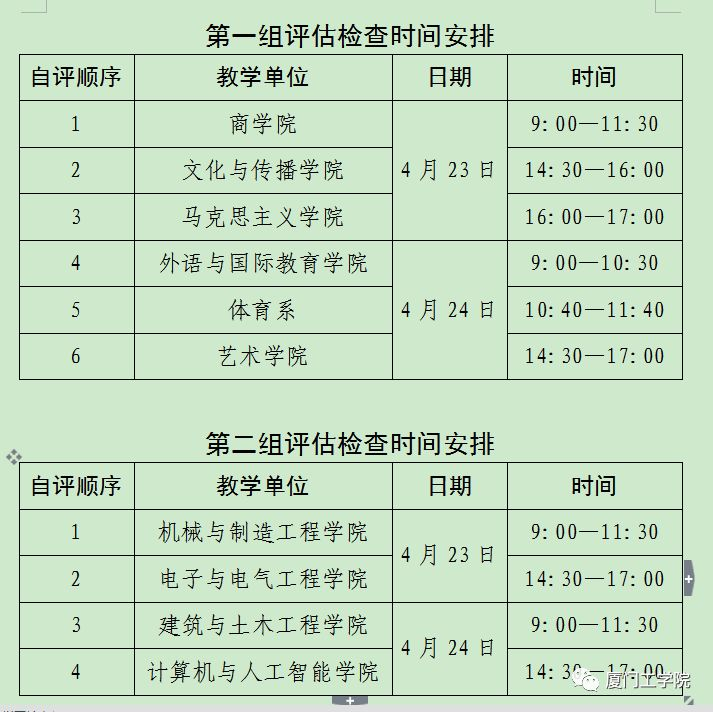 第一组评估检查时间安排
自评顺序 教学单位 日期 时间
1 商学院 4月23日 9:00—11:30
2 文化与传播学院 14:30—16:00
3 马克思主义学院 16:00—17:00
4 外语与国际教育学院 4月24日 9:00—10:30
5 体育系 10:40—11:40
6 艺术学院 14:30—17:00
第二组评估检查时间安排
自评顺序 教学单位 日期 时间
1 机械与制造工程学院 4月23日 9:00—11:30
2 电子与电气工程学院 14:30—17:00
3 建筑与土木工程学院 4月24日 9:00—11:30
4 计算机与人工智能学院 14:30—17:00
厦门工学院